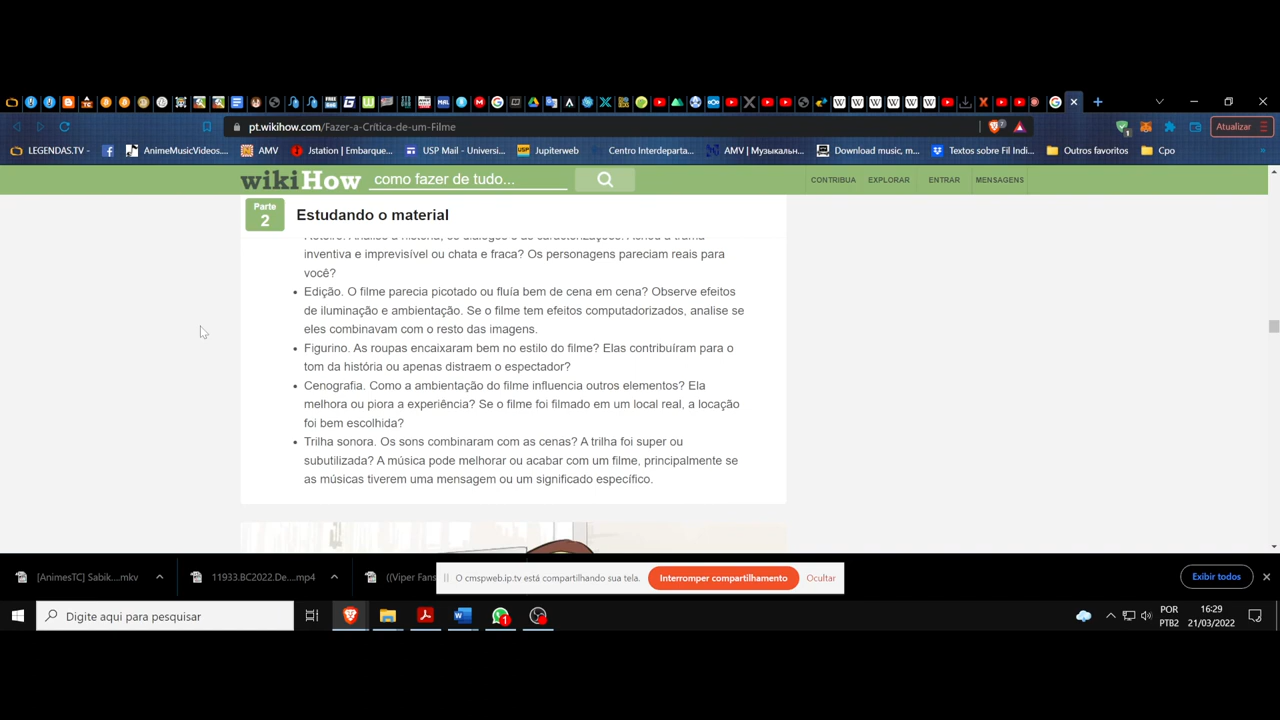 pt.wikihow.com/Fazer-a-Crítica-de-um-Filme
Atualizar
LEGENDAS.TV -
AnimeMusicVideos...
AMV
Jstation | Embarque...
USP Mail - Universi...
Jupiterweb
Centro Interdeparta...
AMV | Музыкальн...
Download music, m...
Textos sobre Fil Indi...
Outros favoritos
Cpo
wikiHow
como fazer de tudo...
CONTRIBUA
EXPLORAR
ENTRAR
MENSAGENS
Parte
2
Estudando o material
inventiva e imprevisível ou chata e fraca? Os personagens pareciam reais para
você?
Edição. O filme parecia picotado ou fluía bem de cena em cena? Observe efeitos
de iluminação e ambientação. Se o filme tem efeitos computadorizados, analise se
eles combinavam com o resto das imagens.
Figurino. As roupas encaixaram bem no estilo do filme? Elas contribuíram para o
tom da história ou apenas distraem o espectador?
Cenografia. Como a ambientação do filme influencia outros elementos? Ela
melhora ou piora a experiência? Se o filme foi filmado em um local real, a locação
foi bem escolhida?
Trilha sonora. Os sons combinaram com as cenas? A trilha foi super ou
subutilizada? A música pode melhorar ou acabar com um filme, principalmente se
as músicas tiverem uma mensagem ou um significado específico.
[AnimesTC] Sabik....mkv
11933.BC2022.De....mp4
((Viper Fans
O cmspweb.ip.tv está compartilhando sua tela.
Interromper compartilhamento
Ocultar
Exibir todos
Digite aqui para pesquisar
POR
PTB2
16:29
21/03/2022